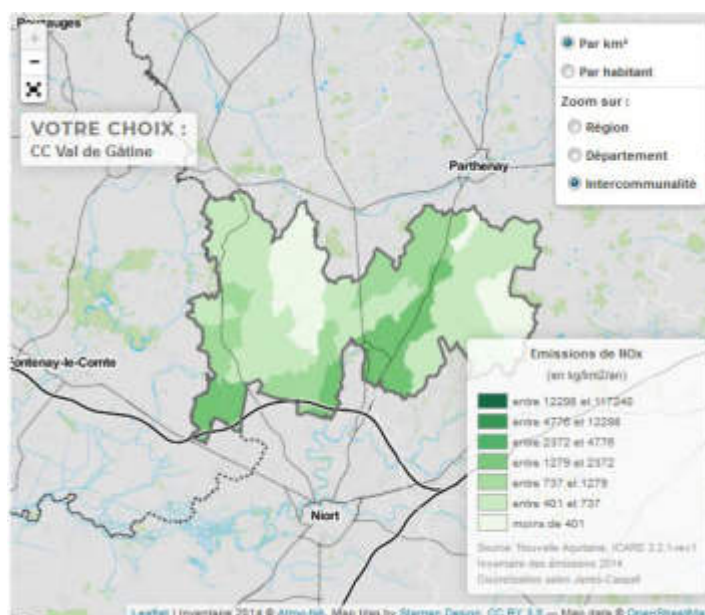 Pouzauges
VOTRE CHOIX :
CC Val de Gâtine
Par km²
Par habitant
Zoom sur :
Région
Département
Intercommunalité
Parthenay
Fontenay-le-Comte
Niort
Emissions de NOx
(en kg/km2/an)
entre 12298 et 117240
entre 4776 et 12298
entre 2372 et 4776
entre 1279 et 2372
entre 737 et 1279
entre 401 et 737
moins de 401
Source: Nouvelle Aquitaine, ICARE 3.2.1-rev1
Inventaire des émissions 2014
Discrétisation selon Jenks-Caspall
Leaflet | Inventaire 2014 © Atmo-NA, Map tiles by Stamen Design, CC BY 3.0 — Map data © OpenStreetMap